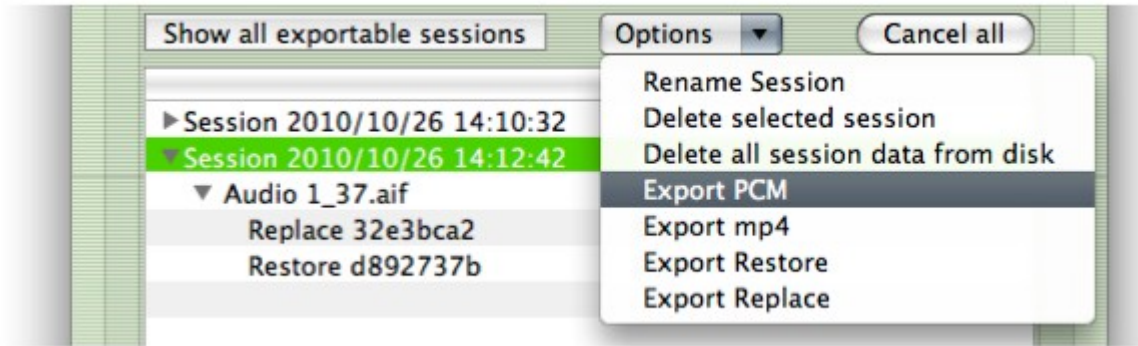 Show all exportable sessions
Options
Cancel all
Session 2010/10/26 14:10:32
Session 2010/10/26 14:12:42
Audio 1_37.aif
Replace 32e3bca2
Restore d892737b
Rename Session
Delete selected session
Delete all session data from disk
Export PCM
Export mp4
Export Restore
Export Replace